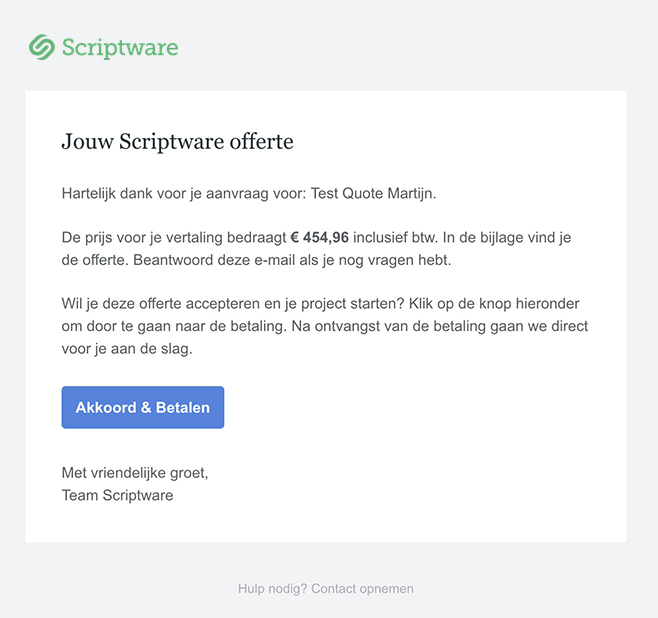 Scriptware
Jouw Scriptware offerte
Hartelijk dank voor je aanvraag voor: Test Quote Martijn.
De prijs voor je vertaling bedraagt € 454,96 inclusief btw. In de bijlage vind je
de offerte. Beantwoord deze e-mail als je nog vragen hebt.
Wil je deze offerte accepteren en je project starten? Klik op de knop hieronder
om door te gaan naar de betaling. Na ontvangst van de betaling gaan we direct
voor je aan de slag.
Akkoord & Betalen
Met vriendelijke groet,
Team Scriptware
Hulp nodig? Contact opnemen